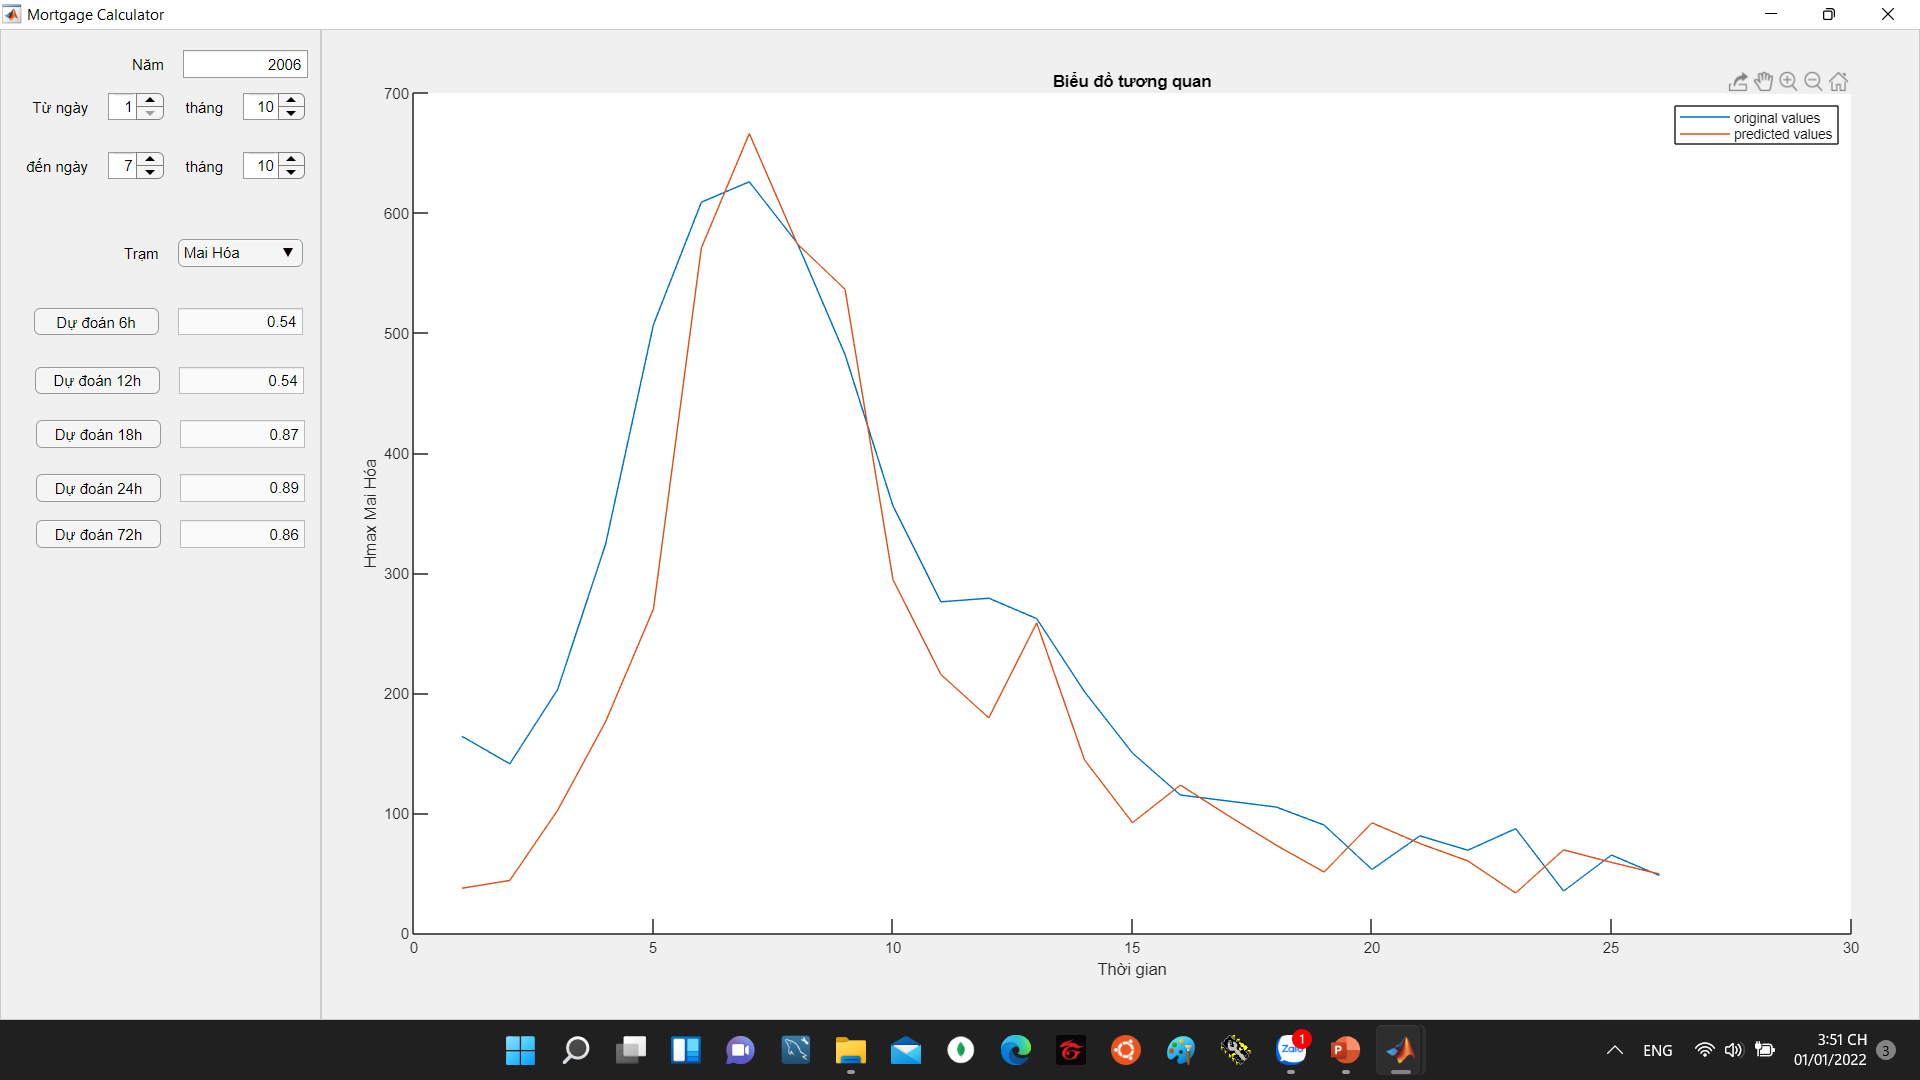 Mortgage Calculator
Năm 2006
Từ ngày 1 tháng 10
đến ngày 7 tháng 10
Trạm Mai Hóa
Dự đoán 6h 0.54
Dự đoán 12h 0.54
Dự đoán 18h 0.87
Dự đoán 24h 0.89
Dự đoán 72h 0.86
Biểu đồ tương quan
original values
predicted values
700
600
500
400
300
200
100
0
Hmax Mai Hóa
0 5 10 15 20 25 30
Thời gian
Zalo 1
P
ENG
3:51 CH
01/01/2022
3